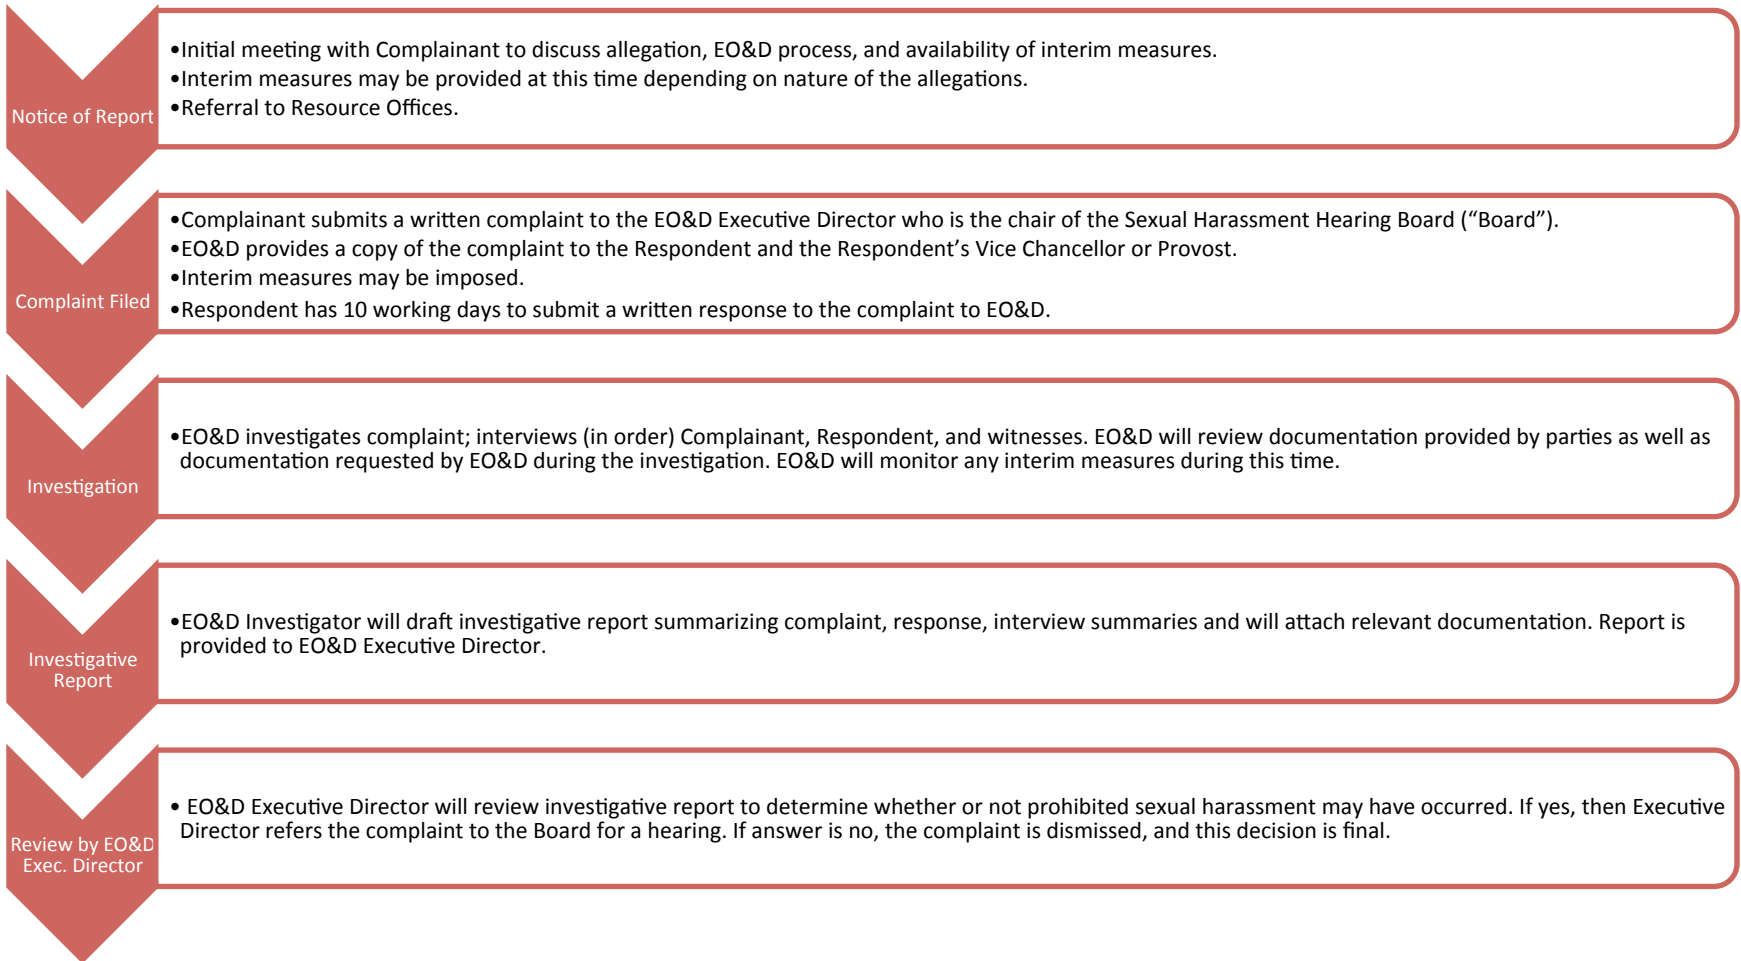 Notice of Report
•Initial meeting with Complainant to discuss allegation, EO&D process, and availability of interim measures.
•Interim measures may be provided at this time depending on nature of the allegations.
•Referral to Resource Offices.
Complaint Filed
•Complainant submits a written complaint to the EO&D Executive Director who is the chair of the Sexual Harassment Hearing Board (“Board”).
•EO&D provides a copy of the complaint to the Respondent and the Respondent’s Vice Chancellor or Provost.
•Interim measures may be imposed.
•Respondent has 10 working days to submit a written response to the complaint to EO&D.
Investigation
•EO&D investigates complaint; interviews (in order) Complainant, Respondent, and witnesses. EO&D will review documentation provided by parties as well as
documentation requested by EO&D during the investigation. EO&D will monitor any interim measures during this time.
Investigative
Report
•EO&D Investigator will draft investigative report summarizing complaint, response, interview summaries and will attach relevant documentation. Report is
provided to EO&D Executive Director.
Review by EO&D
Exec. Director
• EO&D Executive Director will review investigative report to determine whether or not prohibited sexual harassment may have occurred. If yes, then Executive
Director refers the complaint to the Board for a hearing. If answer is no, the complaint is dismissed, and this decision is final.